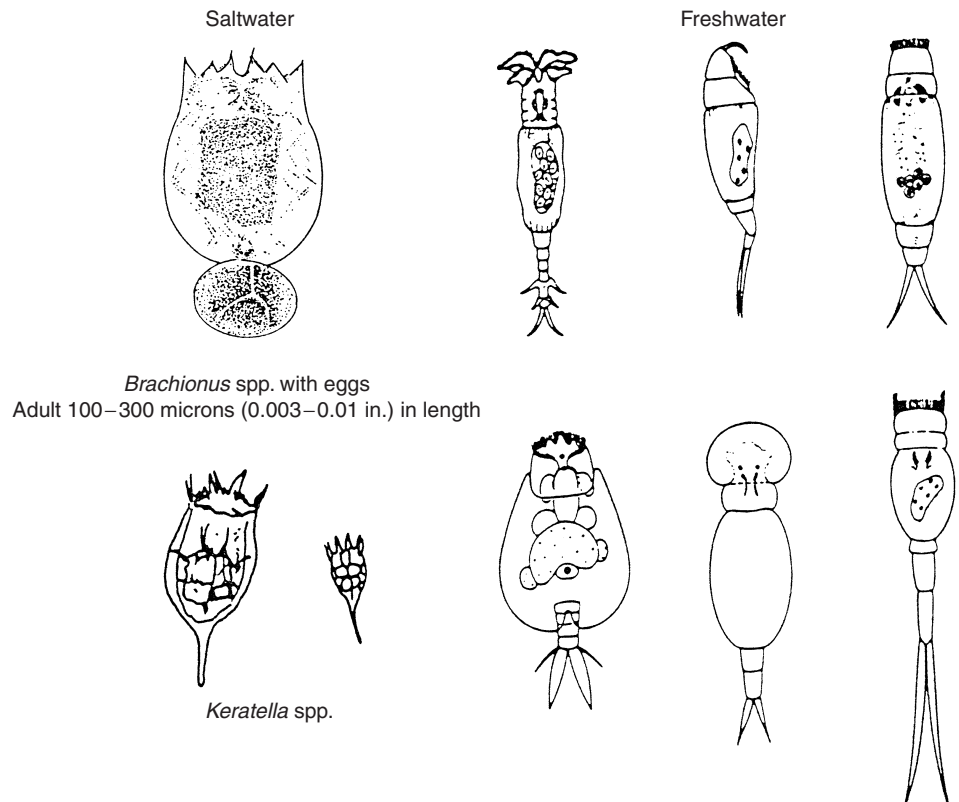 Saltwater
Freshwater
Brachionus spp. with eggs
Adult 100–300 microns (0.003–0.01 in.) in length
Keratella spp.